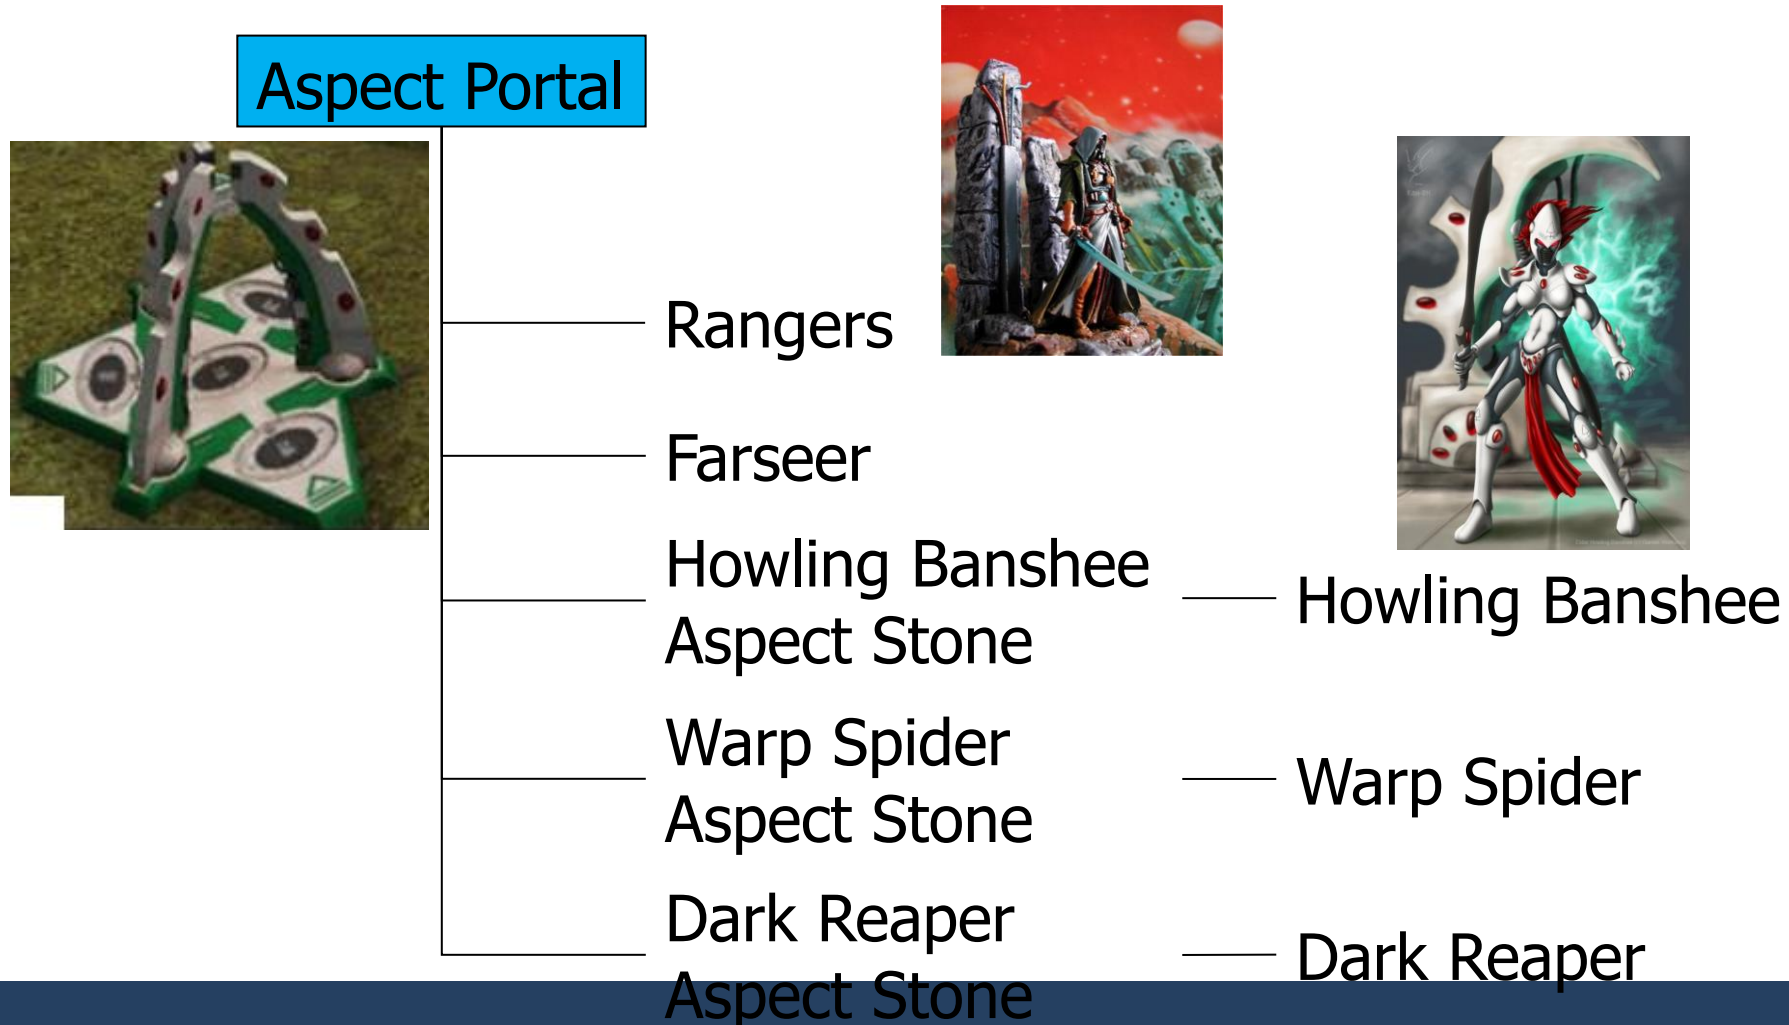 Aspect Portal
Rangers
Farseer
Howling Banshee
Aspect Stone
Howling Banshee
Warp Spider
Aspect Stone
Warp Spider
Dark Reaper
Aspect Stone
Dark Reaper